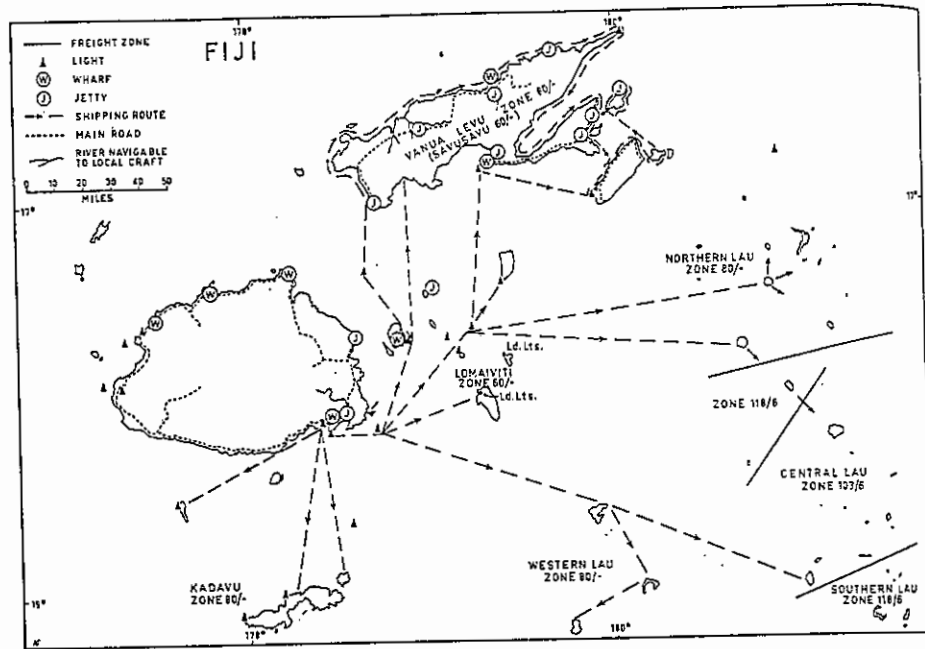 178°
180
FIJI
FREIGHT ZONE
LIGHT
W WHARF
J JETTY
SHIPPING ROUTE
MAIN ROAD
RIVER NAVIGABLE
TO LOCAL CRAFT
0 10 20 30 40 50
MILES
17°
17°
J
W
J
J
J
J
J
VANUA LEVU ZONE 80/-
(SAVUSAVU 60/-)
W
J
J
W
W
W
J
W
J
NORTHERN LAU
ZONE 80/-
Ld. Lts.
LOMAIVITI
ZONE 60/-
Ld. Lts.
W
J
ZONE 118/6
CENTRAL LAU
ZONE 103/6
KADAVU
ZONE 80/-
WESTERN LAU
ZONE 80/-
SOUTHERN LAU
ZONE 118/6
19°
19°
178°
180